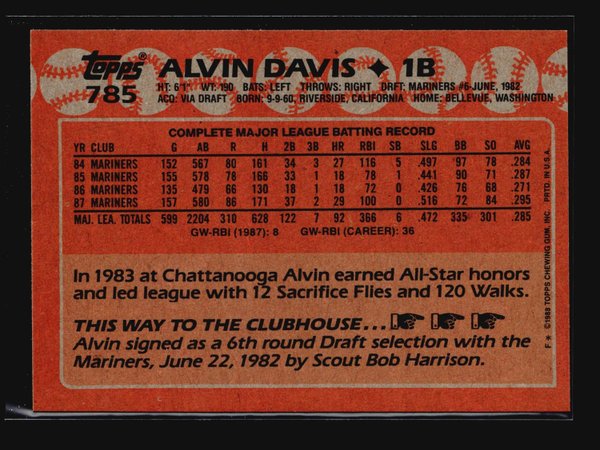 topps® ALVIN DAVIS ✦ 1B
785 HT: 6'1" WT: 190 BATS: LEFT THROWS: RIGHT DRAFT: MARINERS #6-JUNE, 1982
ACQ: VIA DRAFT BORN: 9-9-60, RIVERSIDE, CALIFORNIA HOME: BELLEVUE, WASHINGTON
COMPLETE MAJOR LEAGUE BATTING RECORD
YR CLUB G AB R H 2B 3B HR RBI SB SLG BB SO AVG
84 MARINERS 152 567 80 161 34 3 27 116 5 .497 97 78 .284
85 MARINERS 155 578 78 166 33 1 18 78 1 .441 90 71 .287
86 MARINERS 135 479 66 130 18 1 18 72 0 .426 76 68 .271
87 MARINERS 157 580 86 171 37 2 29 100 0 .516 72 84 .295
MAJ. LEA. TOTALS 599 2204 310 628 122 7 92 366 6 .472 335 301 .285
GW-RBI (1987): 8 GW-RBI (CAREER): 36
In 1983 at Chattanooga Alvin earned All-Star honors
and led league with 12 Sacrifice Flies and 120 Walks.
THIS WAY TO THE CLUBHOUSE...
Alvin signed as a 6th round Draft selection with the
Mariners, June 22, 1982 by Scout Bob Harrison.
F * ©1988 TOPPS CHEWING GUM, INC. PRTD. IN U.S.A.